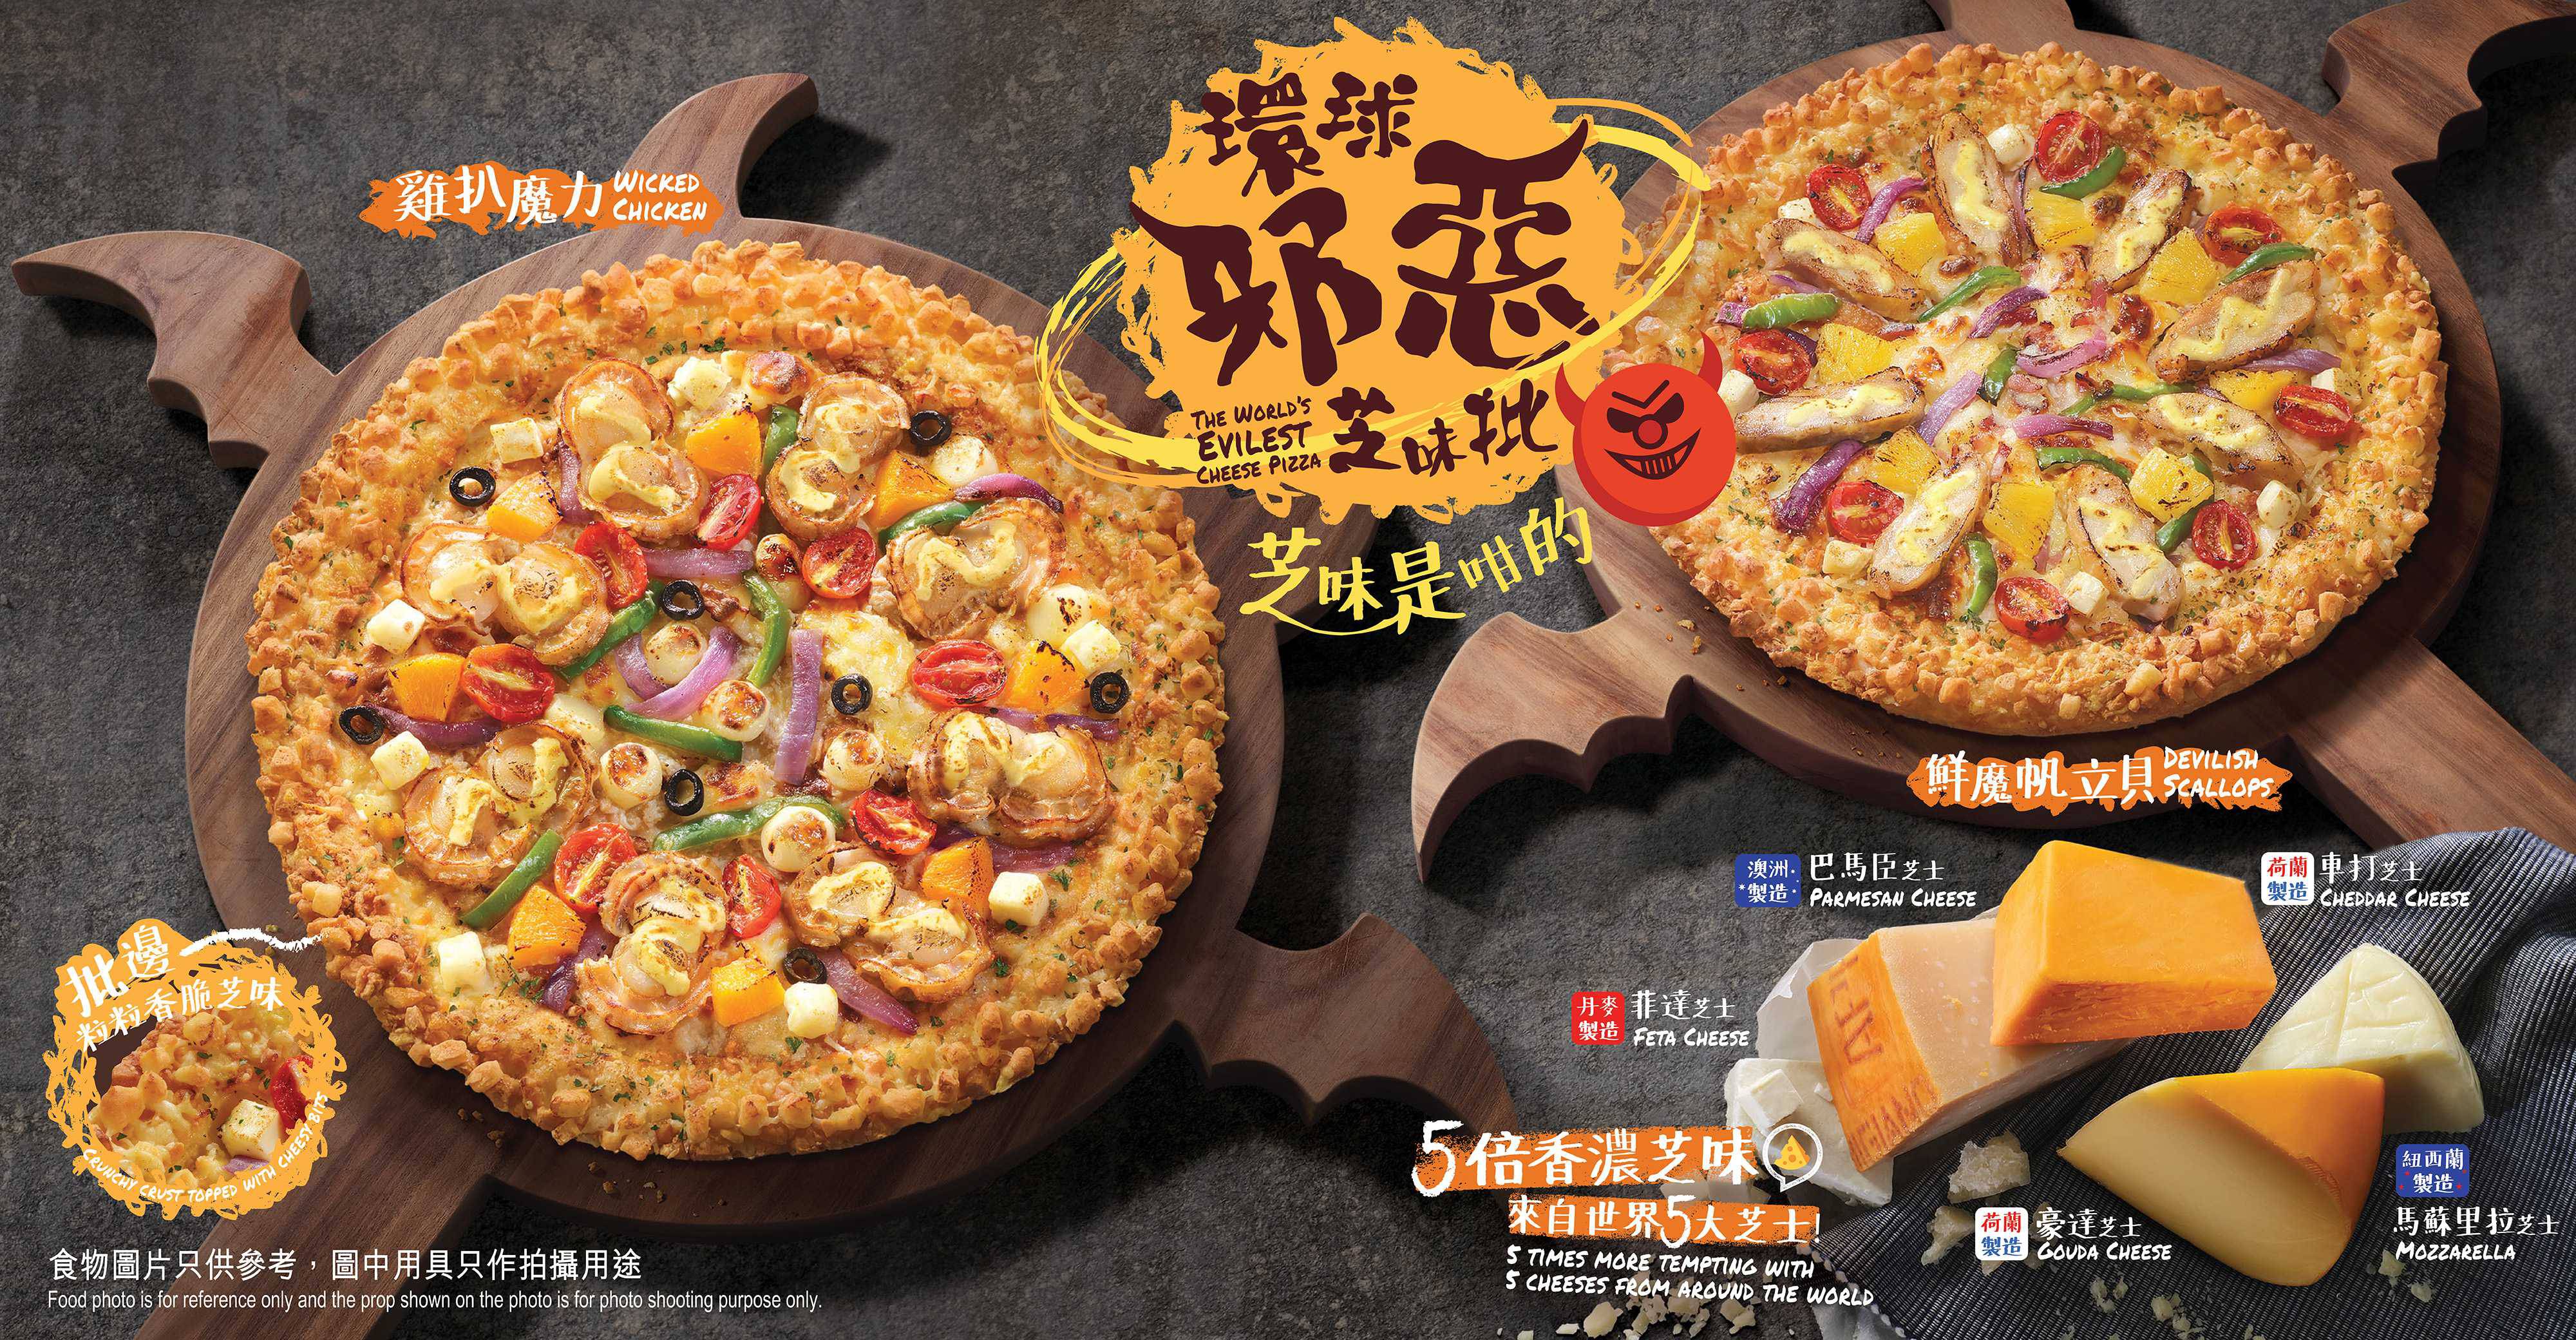 雞扒魔力
WICKED
CHICKEN
環球
邪惡
THE WORLD'S
EVILEST
CHEESE PIZZA
芝味批
芝味是咁的
鮮魔帆立貝
DEVILISH
SCALLOPS
澳洲
製造
巴馬臣芝士
PARMESAN CHEESE
荷蘭
製造
車打芝士
CHEDDAR CHEESE
丹麥
製造
菲達芝士
FETA CHEESE
批邊
粒粒香脆芝味
CRUNCHY CRUST TOPPED WITH CHEESY BITS
5倍香濃芝味
來自世界5大芝士!
5 TIMES MORE TEMPTING WITH
5 CHEESES FROM AROUND THE WORLD
荷蘭
製造
豪達芝士
GOUDA CHEESE
紐西蘭
製造
馬蘇里拉芝士
MOZZARELLA
食物圖片只供參考，圖中用具只作拍攝用途
Food photo is for reference only and the prop shown on the photo is for photo shooting purpose only.